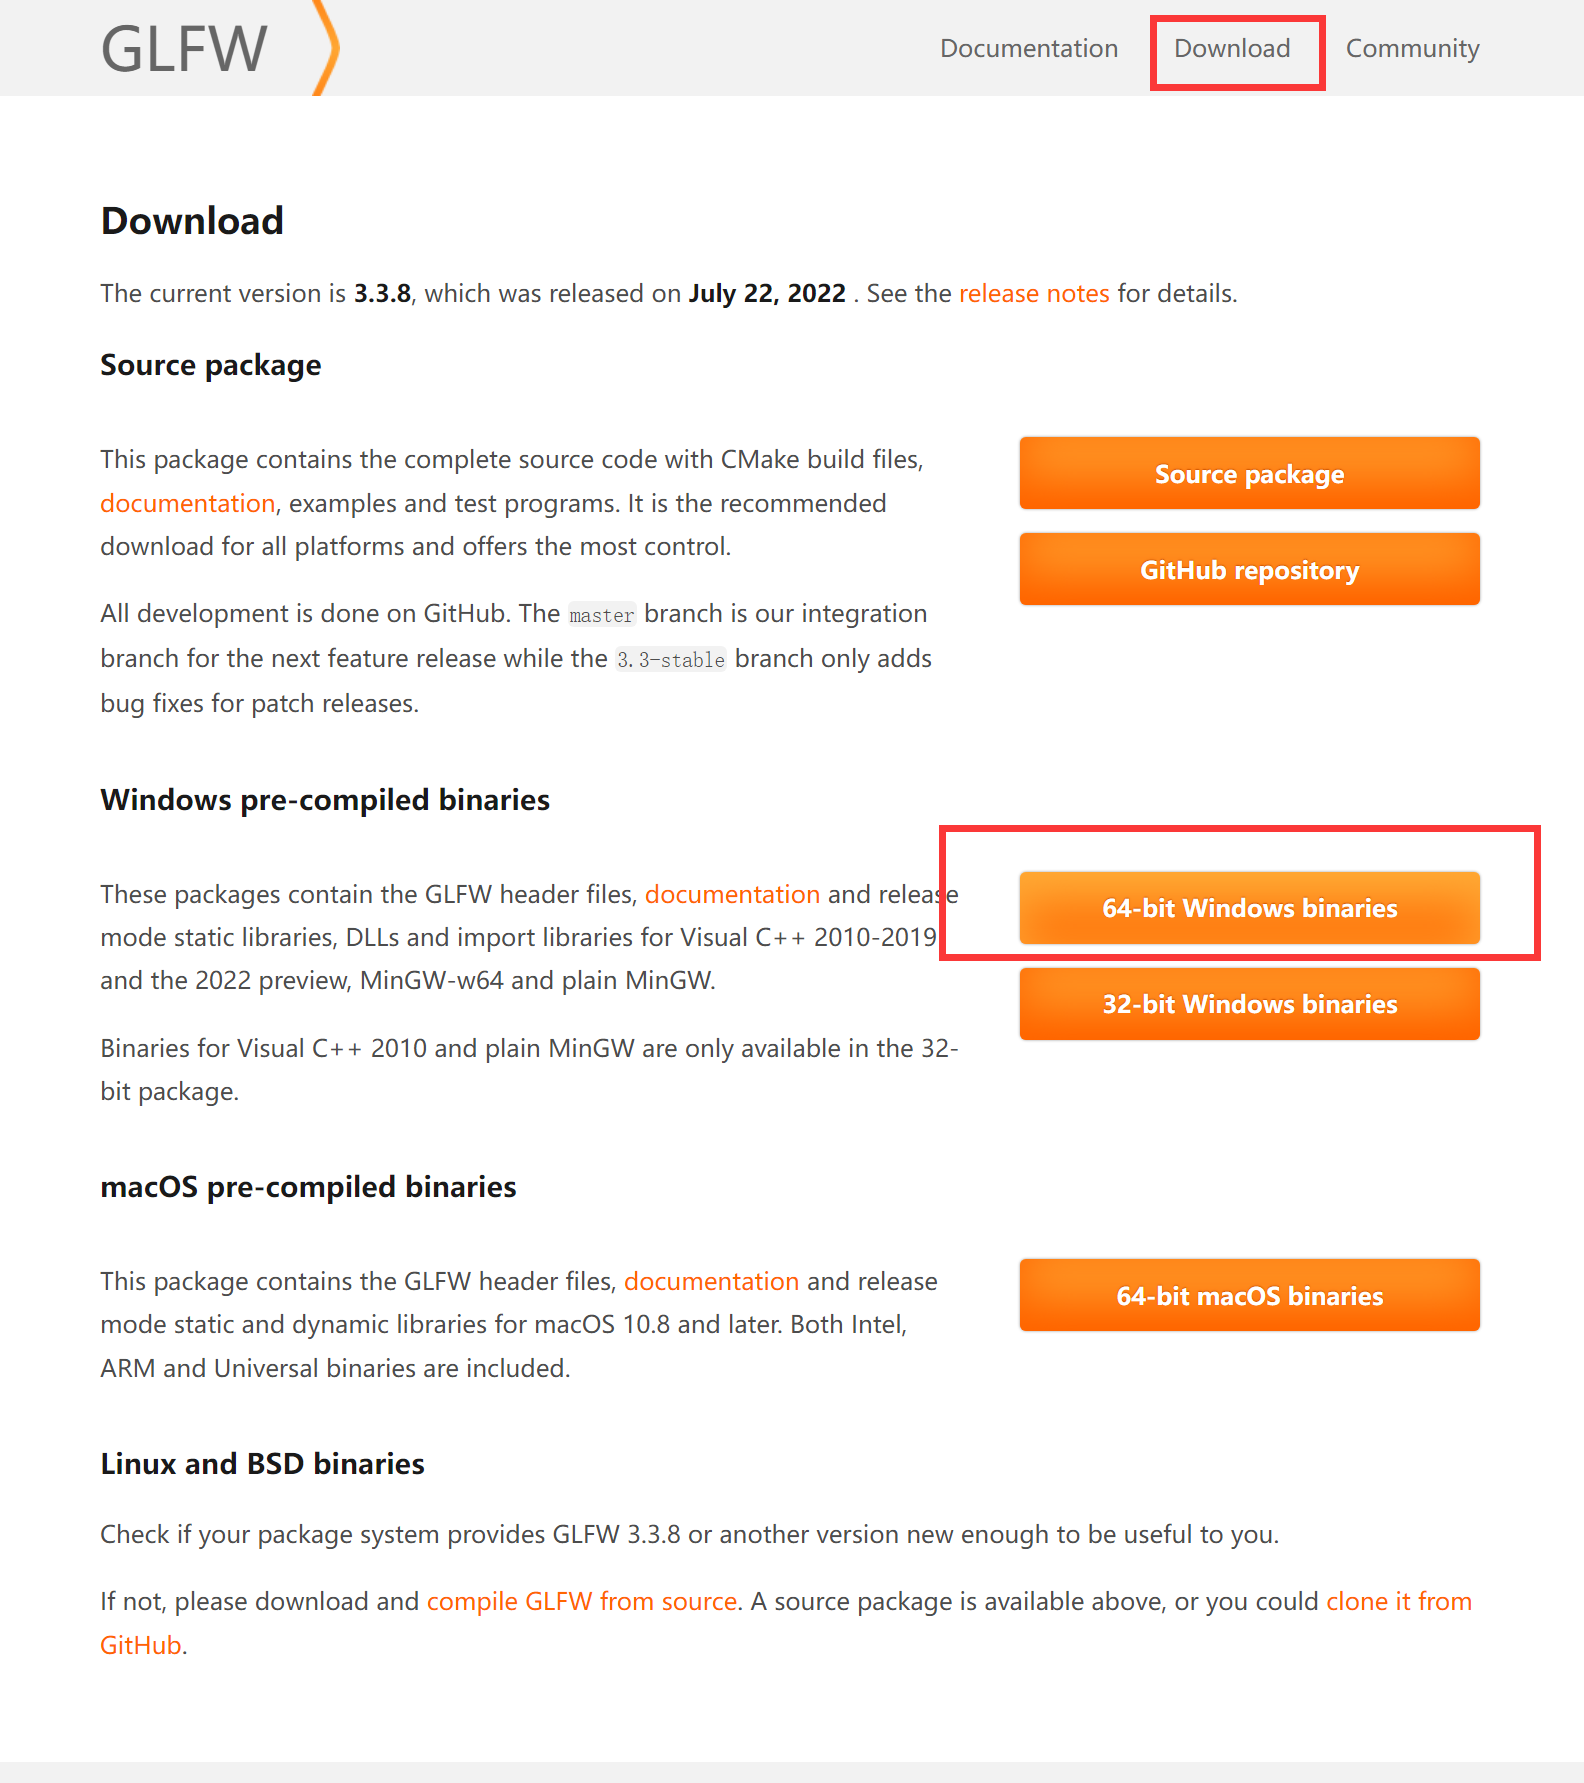 GLFW
Documentation
Download
Community
Download
The current version is 3.3.8, which was released on July 22, 2022 . See the release notes for details.
Source package
This package contains the complete source code with CMake build files,
documentation, examples and test programs. It is the recommended
download for all platforms and offers the most control.
Source package
GitHub repository
All development is done on GitHub. The master branch is our integration
branch for the next feature release while the 3.3-stable branch only adds
bug fixes for patch releases.
Windows pre-compiled binaries
These packages contain the GLFW header files, documentation and release
mode static libraries, DLLs and import libraries for Visual C++ 2010-2019
and the 2022 preview, MinGW-w64 and plain MinGW.
64-bit Windows binaries
32-bit Windows binaries
Binaries for Visual C++ 2010 and plain MinGW are only available in the 32-
bit package.
macOS pre-compiled binaries
This package contains the GLFW header files, documentation and release
mode static and dynamic libraries for macOS 10.8 and later. Both Intel,
ARM and Universal binaries are included.
64-bit macOS binaries
Linux and BSD binaries
Check if your package system provides GLFW 3.3.8 or another version new enough to be useful to you.
If not, please download and compile GLFW from source. A source package is available above, or you could clone it from
GitHub.